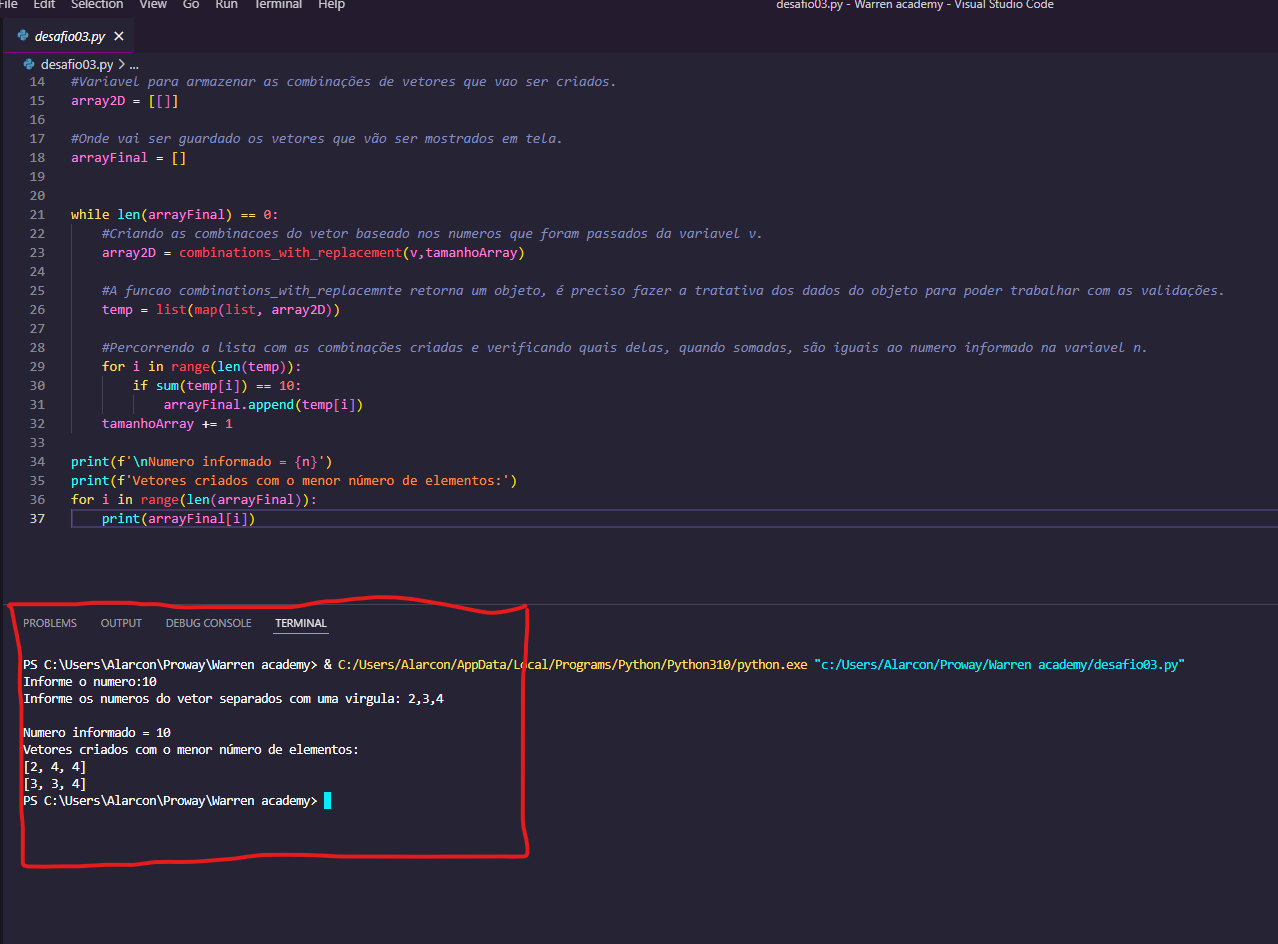 File Edit Selection View Go Run Terminal Help desafio03.py - Warren academy - Visual Studio Code
desafio03.py ×
desafio03.py > ...
14 #Variavel para armazenar as combinações de vetores que vao ser criados.
15 array2D = [[]]
16
17 #Onde vai ser guardado os vetores que vão ser mostrados em tela.
18 arrayFinal = []
19
20
21 while len(arrayFinal) == 0:
22 #Criando as combinacoes do vetor baseado nos numeros que foram passados da variavel v.
23 array2D = combinations_with_replacement(v,tamanhoArray)
24
25 #A funcao combinations_with_replacemnte retorna um objeto, é preciso fazer a tratativa dos dados do objeto para poder trabalhar com as validações.
26 temp = list(map(list, array2D))
27
28 #Percorrendo a lista com as combinações criadas e verificando quais delas, quando somadas, são iguais ao numero informado na variavel n.
29 for i in range(len(temp)):
30 if sum(temp[i]) == 10:
31 arrayFinal.append(temp[i])
32 tamanhoArray += 1
33
34 print(f'\nNumero informado = {n}')
35 print(f'Vetores criados com o menor número de elementos:')
36 for i in range(len(arrayFinal)):
37 print(arrayFinal[i])
PROBLEMS OUTPUT DEBUG CONSOLE TERMINAL
PS C:\Users\Alarcon\Proway\Warren academy> & C:/Users/Alarcon/AppData/Local/Programs/Python/Python310/python.exe "c:/Users/Alarcon/Proway/Warren academy/desafio03.py"
Informe o numero:10
Informe os numeros do vetor separados com uma virgula: 2,3,4
Numero informado = 10
Vetores criados com o menor número de elementos:
[2, 4, 4]
[3, 3, 4]
PS C:\Users\Alarcon\Proway\Warren academy>